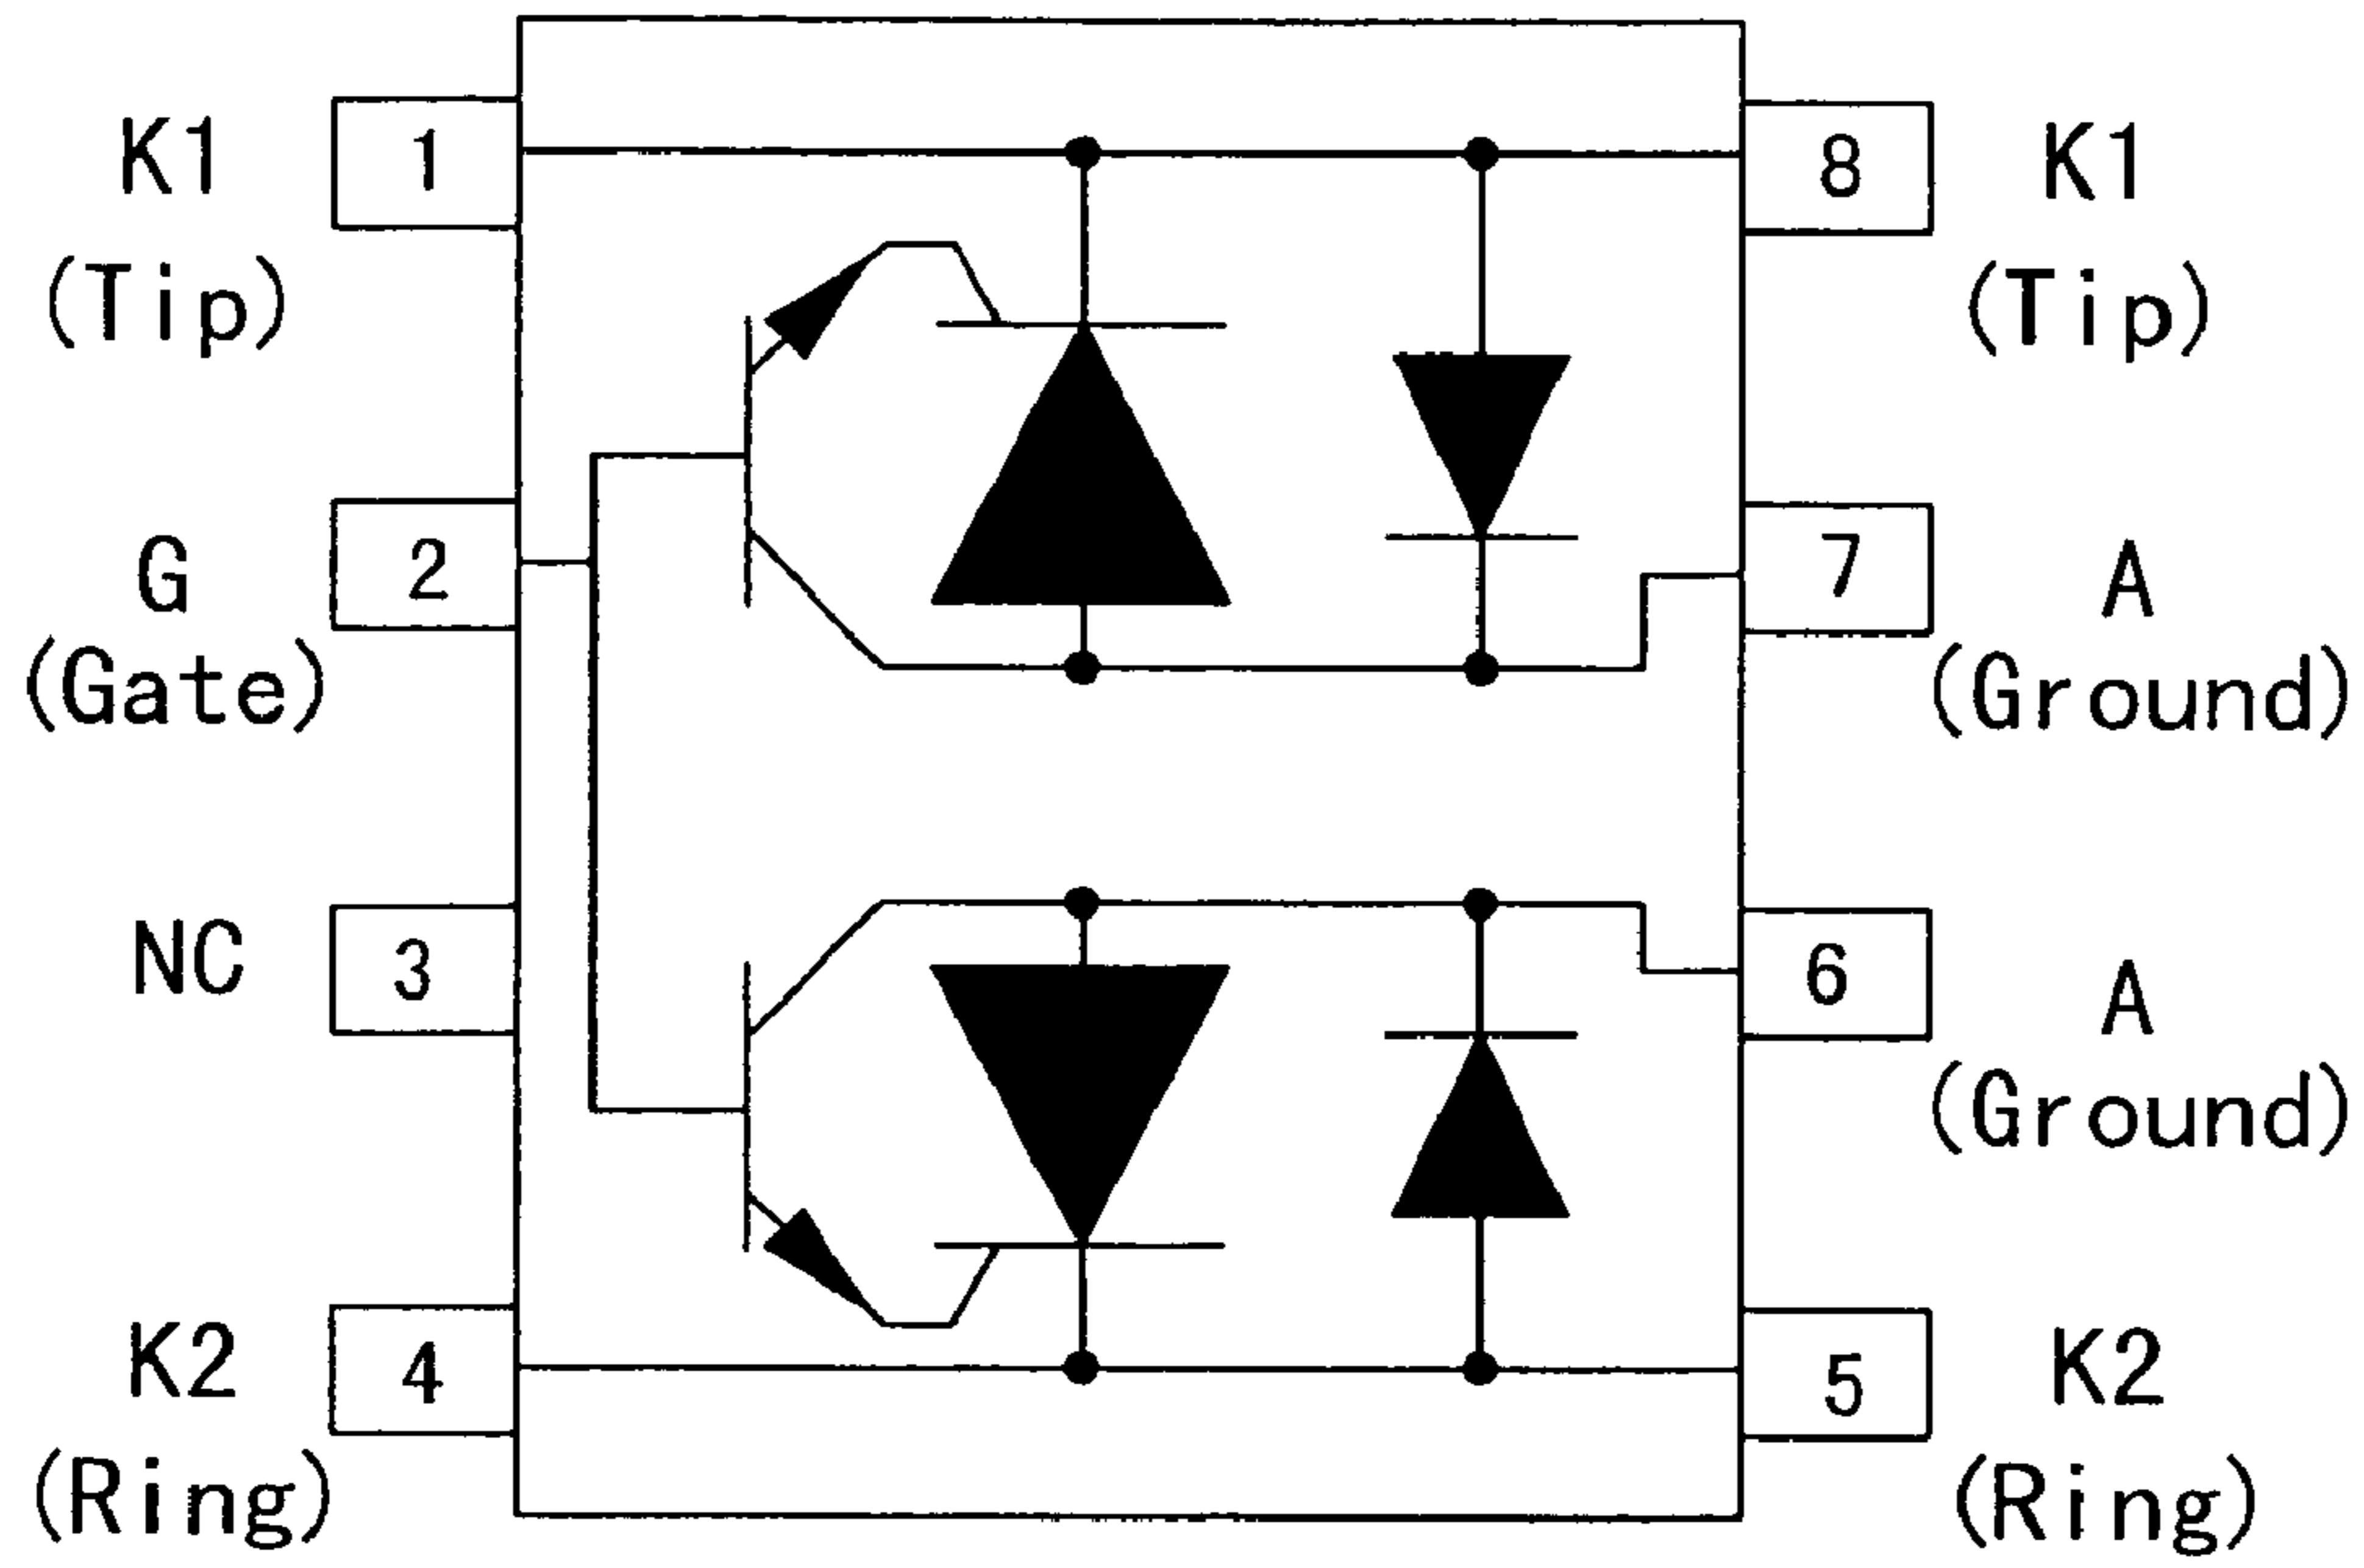 K1 1 8 K1
(Tip) (Tip)
G 2 7 A
(Gate) (Ground)
NC 3 6 A
(Ground)
K2 4 5 K2
(Ring) (Ring)